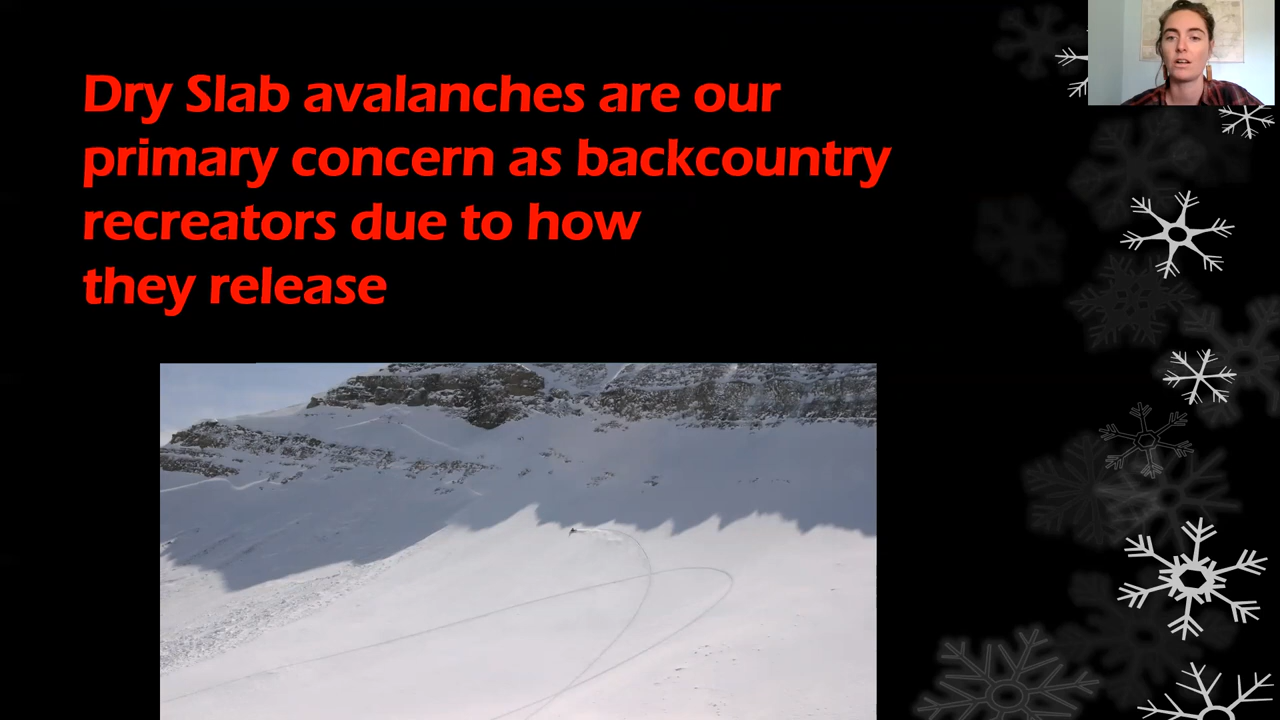 Dry Slab avalanches are our
primary concern as backcountry
recreators due to how
they release